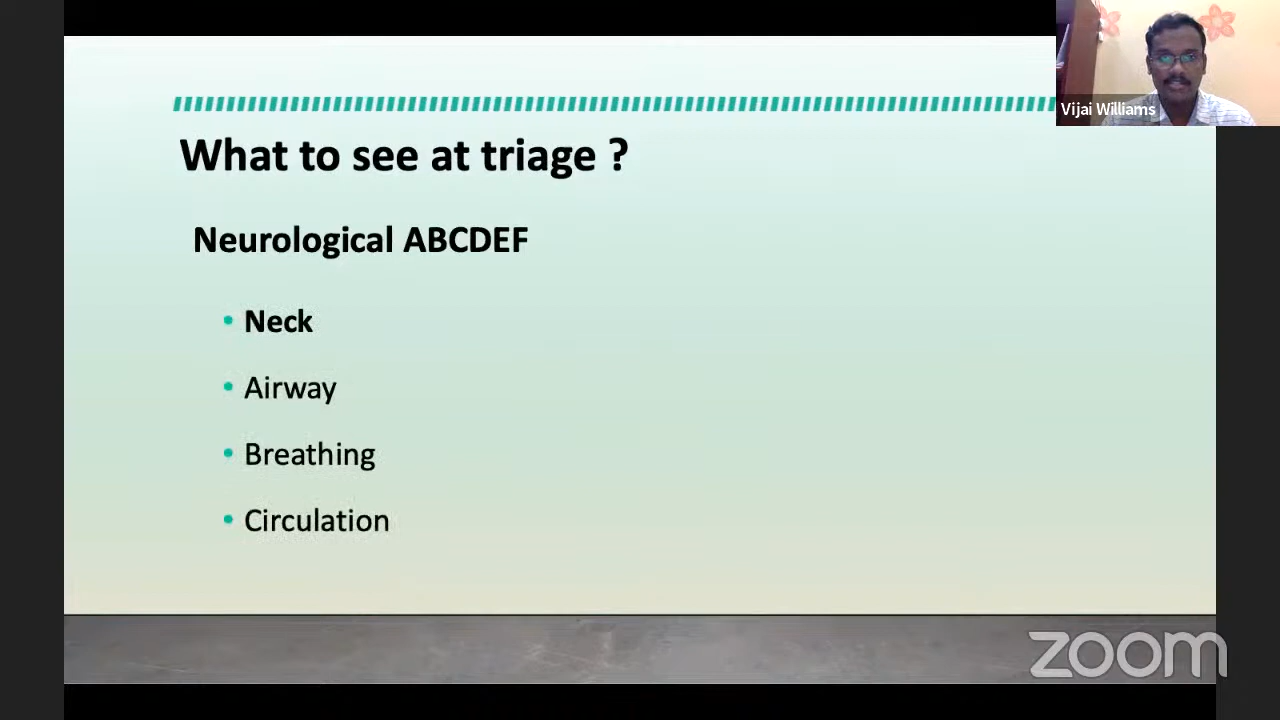 Vijai Williams
What to see at triage ?
Neurological ABCDEF
• Neck
• Airway
• Breathing
• Circulation
zoom